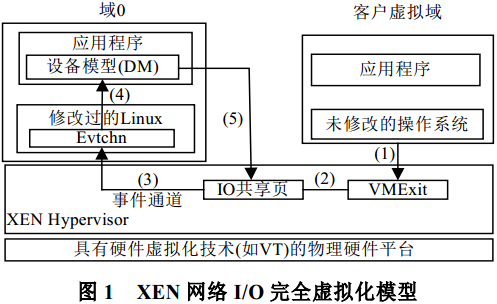 域0
客户虚拟域
应用程序
设备模型(DM)
应用程序
(4)
(5)
修改过的Linux
Evtchn
未修改的操作系统
(1)
(3)
(2)
事件通道
IO共享页
VMExit
XEN Hypervisor
具有硬件虚拟化技术(如VT)的物理硬件平台
图 1 XEN 网络 I/O 完全虚拟化模型